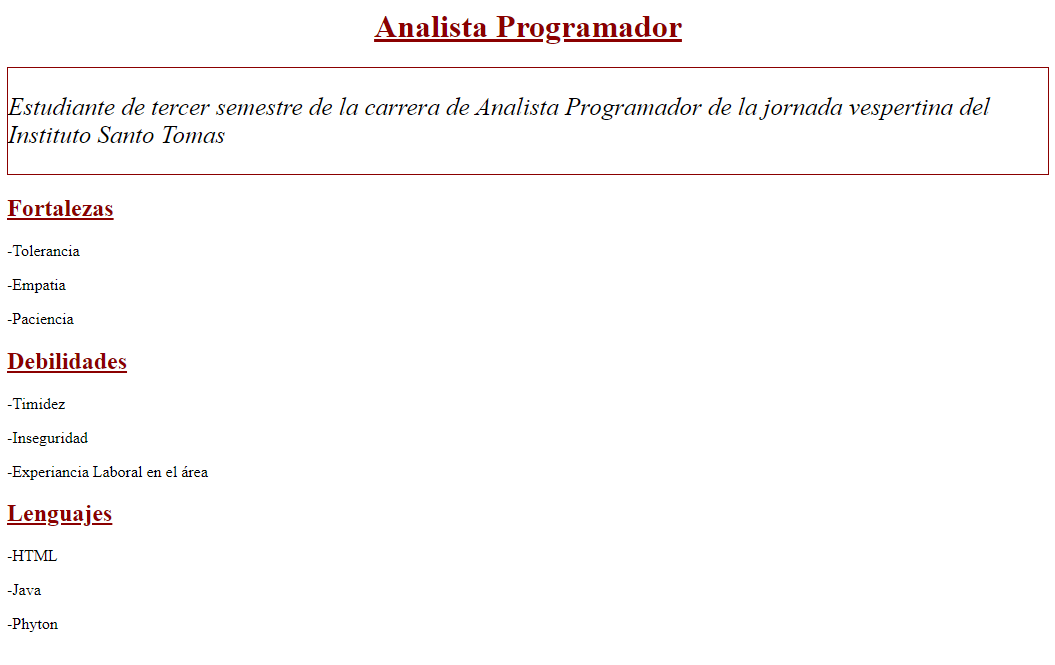 Analista Programador
Estudiante de tercer semestre de la carrera de Analista Programador de la jornada vespertina del
Instituto Santo Tomas
Fortalezas
-Tolerancia
-Empatia
-Paciencia
Debilidades
-Timidez
-Inseguridad
-Experiancia Laboral en el área
Lenguajes
-HTML
-Java
-Phyton